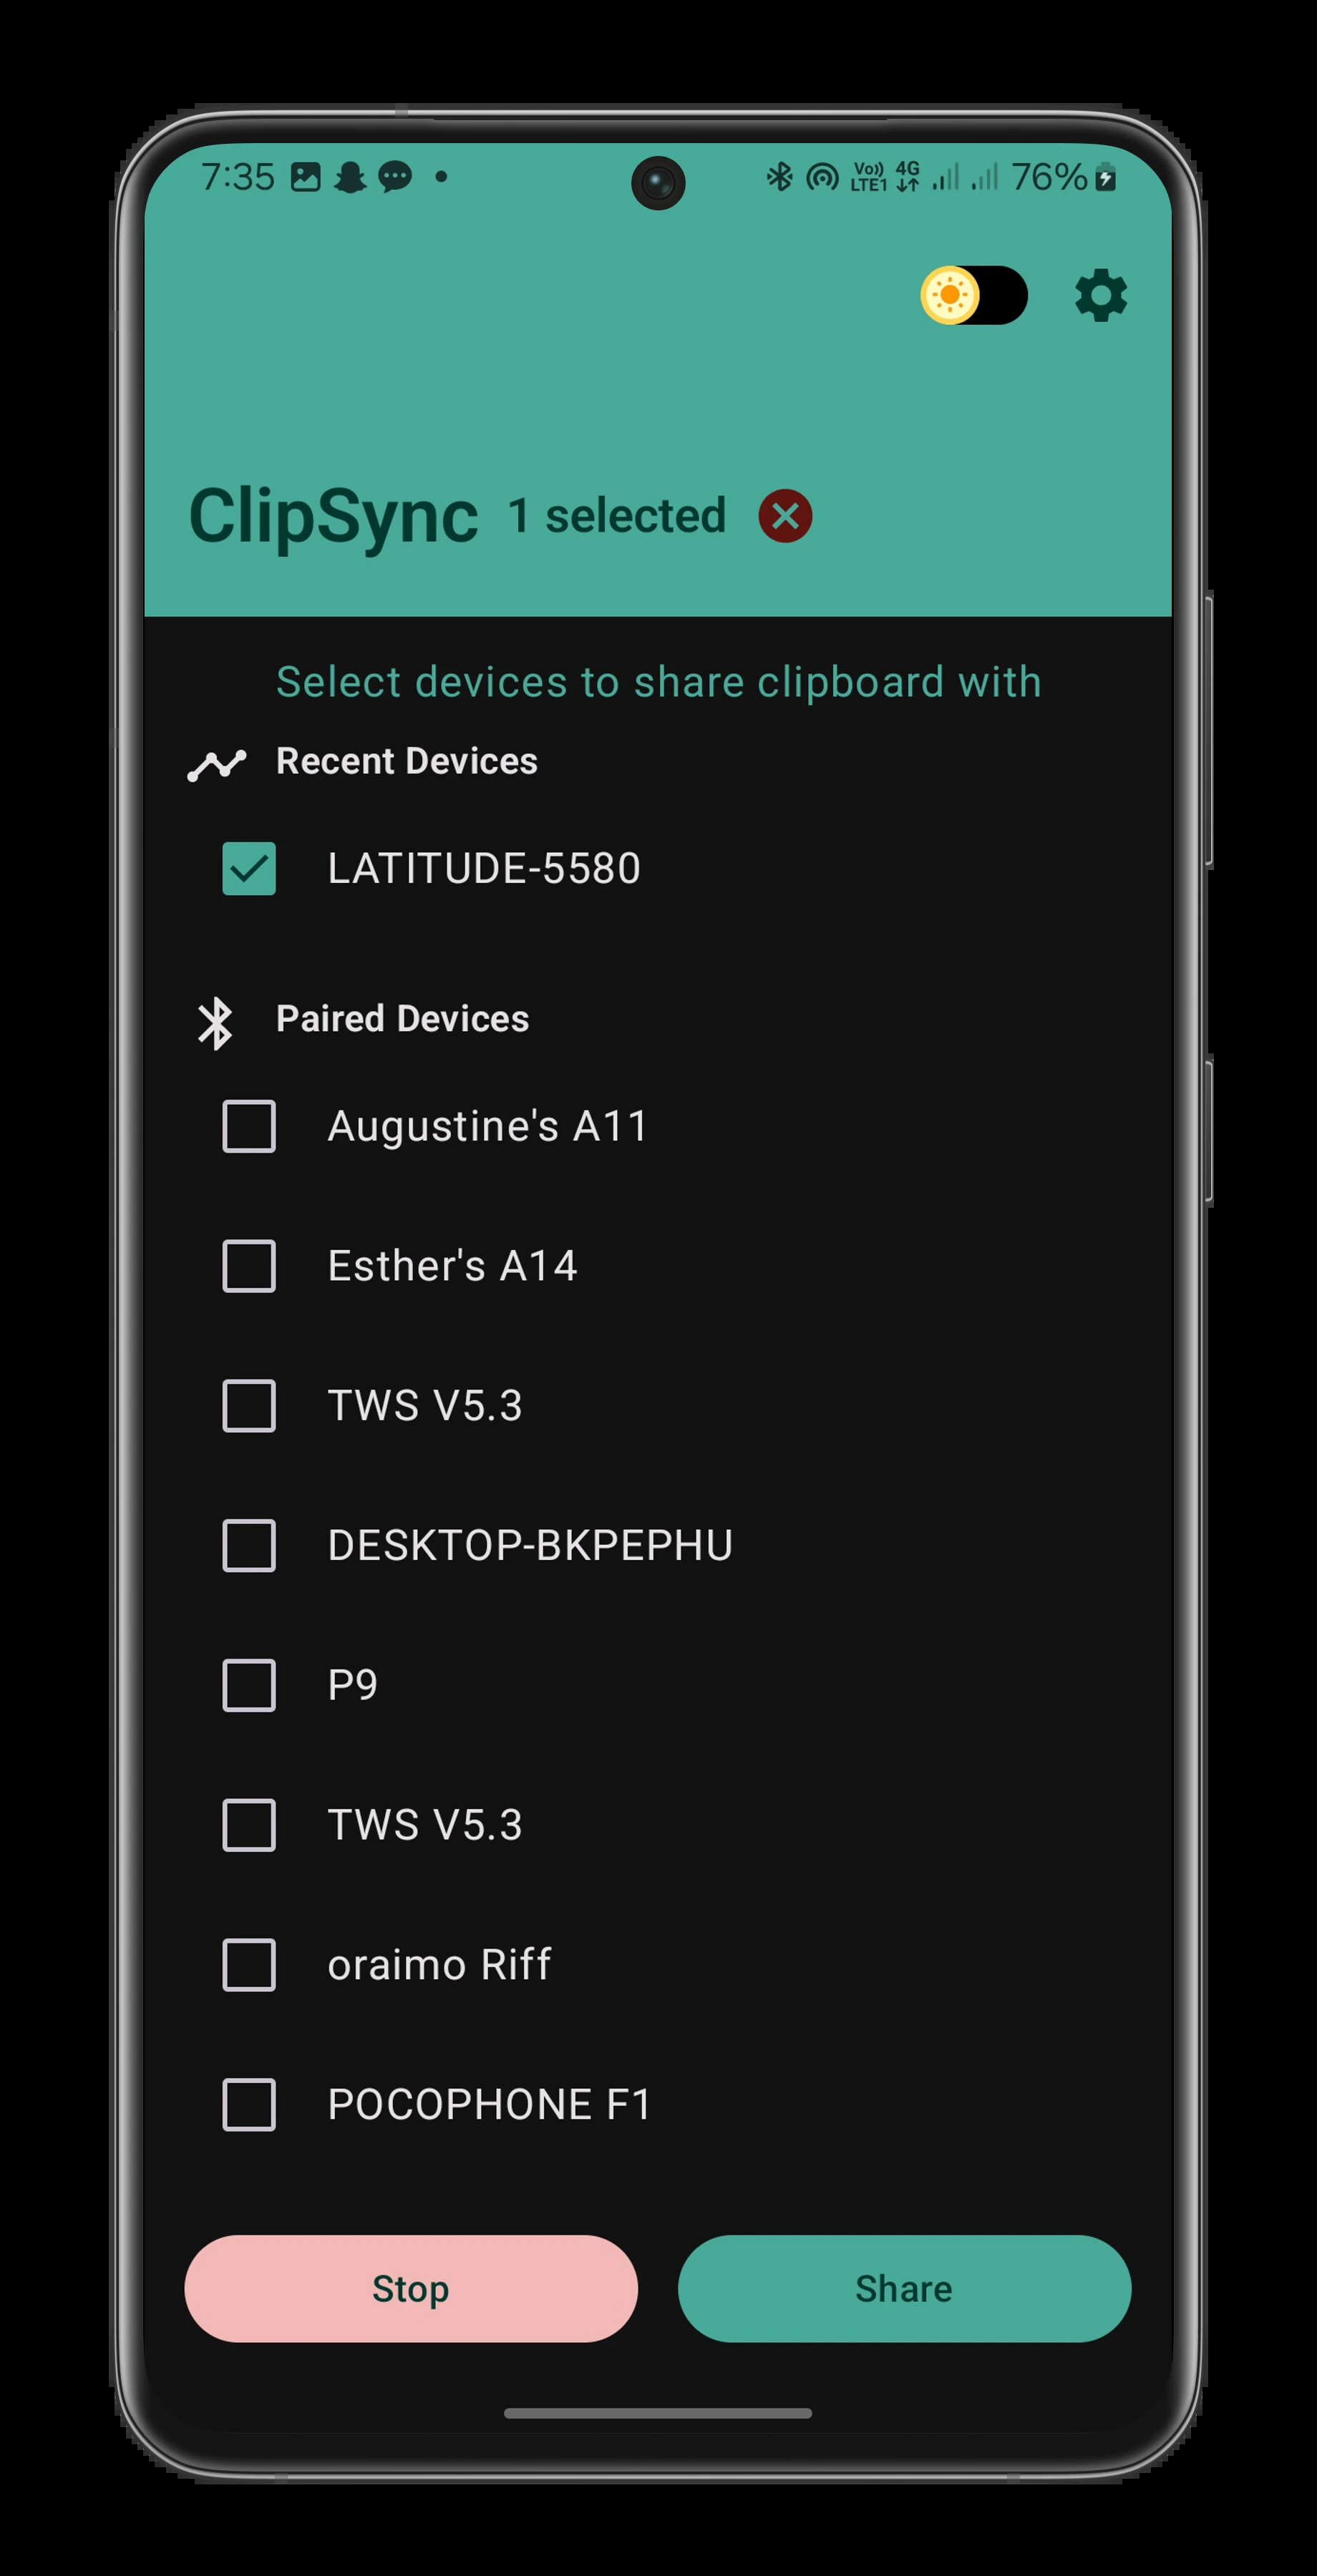 7:35 Vo)) LTE1 4G 76%
ClipSync 1 selected
Select devices to share clipboard with
Recent Devices
LATITUDE-5580
Paired Devices
Augustine's A11
Esther's A14
TWS V5.3
DESKTOP-BKPEPHU
P9
TWS V5.3
oraimo Riff
POCOPHONE F1
Stop Share